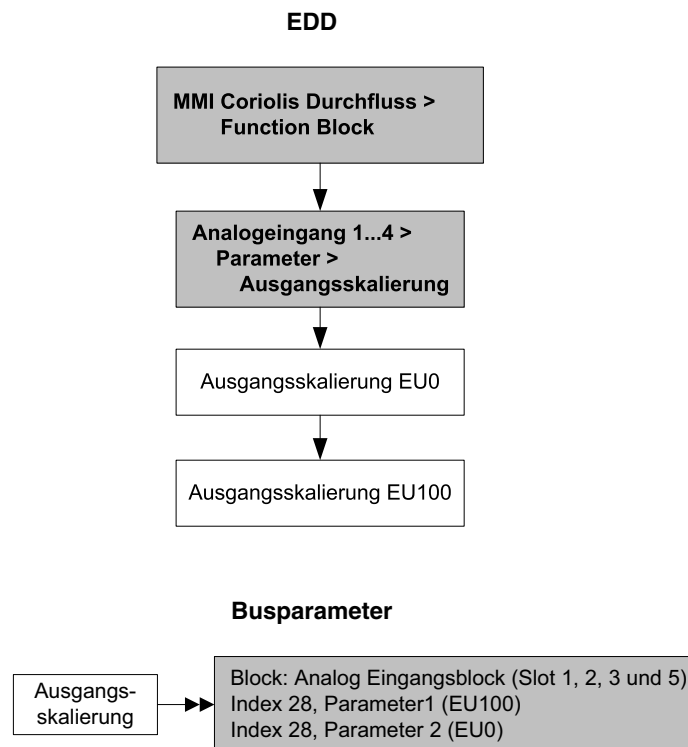 EDD
MMI Coriolis Durchfluss >
Function Block
Analogeingang 1...4 >
Parameter >
Ausgangsskalierung
Ausgangsskalierung EU0
Ausgangsskalierung EU100
Busparameter
Ausgangs-
skalierung
Block: Analog Eingangsblock (Slot 1, 2, 3 und 5)
Index 28, Parameter1 (EU100)
Index 28, Parameter 2 (EU0)